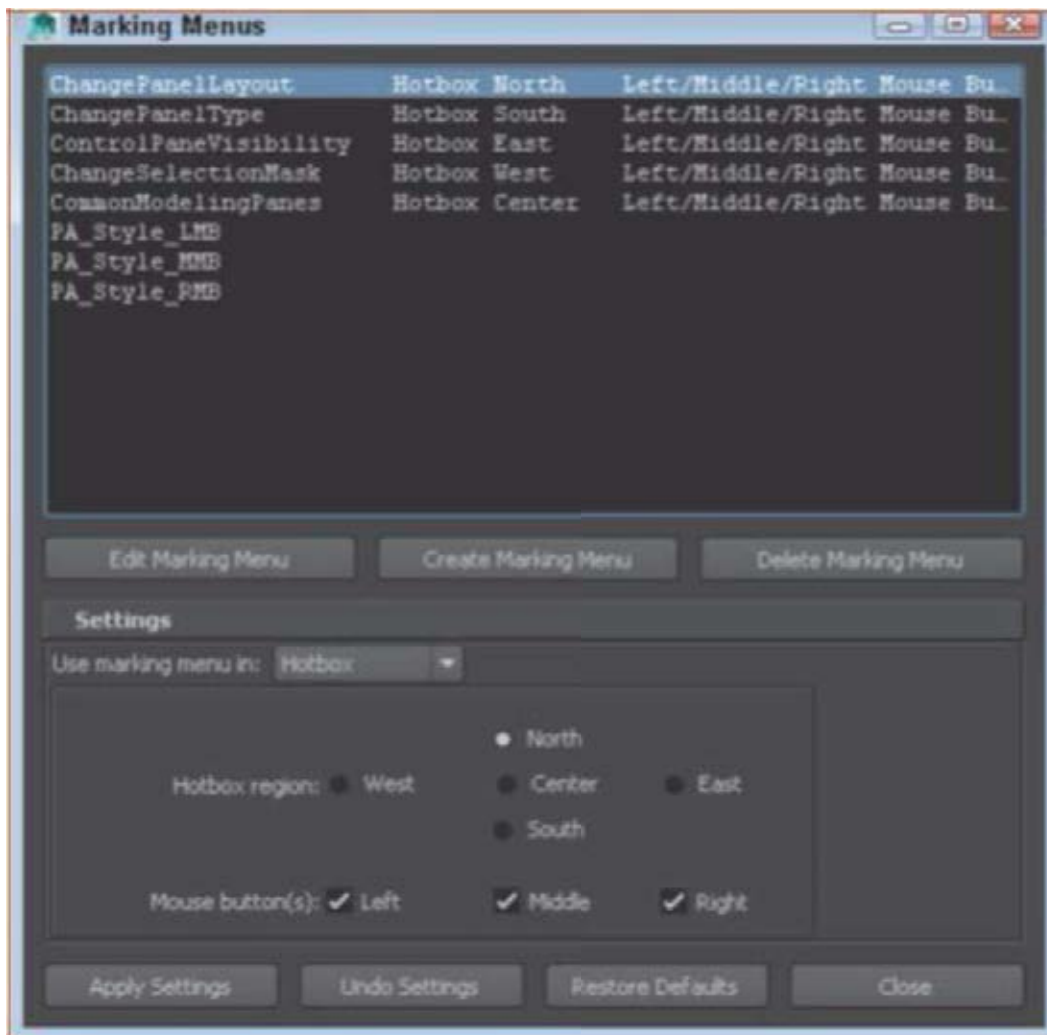 Marking Menus
ChangePanelLayout Hotbox North Left/Middle/Right Mouse Bu…
ChangePanelType Hotbox South Left/Middle/Right Mouse Bu…
ControlPaneVisibility Hotbox East Left/Middle/Right Mouse Bu…
ChangeSelectionMask Hotbox West Left/Middle/Right Mouse Bu…
CommonModelingPanes Hotbox Center Left/Middle/Right Mouse Bu…
PA_Style_LMB
PA_Style_MMB
PA_Style_RMB
Edit Marking Menu Create Marking Menu Delete Marking Menu
Settings
Use marking menu in: Hotbox
North
Hotbox region: West Center East
South
Mouse button(s): Left Middle Right
Apply Settings Undo Settings Restore Defaults Close